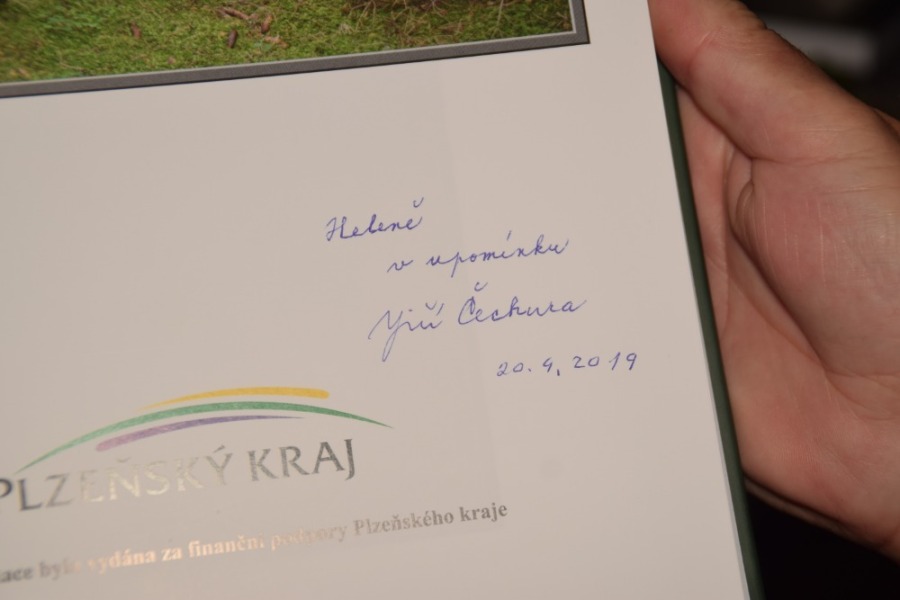 Heleně
v upomínku
Jiří Čechura
20. 9. 2019
PLZEŇSKÝ KRAJ
byla vydána za finanční podpory Plzeňského kraje